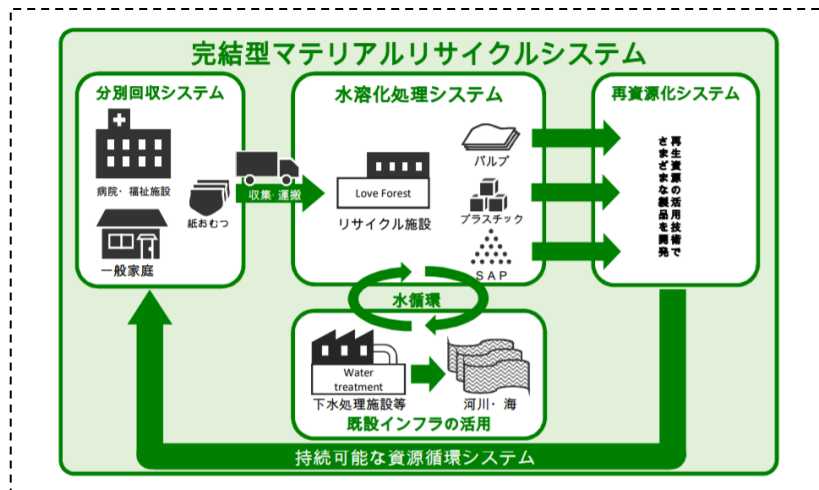 完結型マテリアルリサイクルシステム
分別回収システム
病院・福祉施設
紙おむつ
一般家庭
収集・運搬
水溶化処理システム
Love Forest
リサイクル施設
パルプ
プラスチック
SAP
再資源化システム
再生資源の活用技術で
さまざまな製品を開発
水循環
Water
treatment
下水処理施設等
河川・海
既設インフラの活用
持続可能な資源循環システム